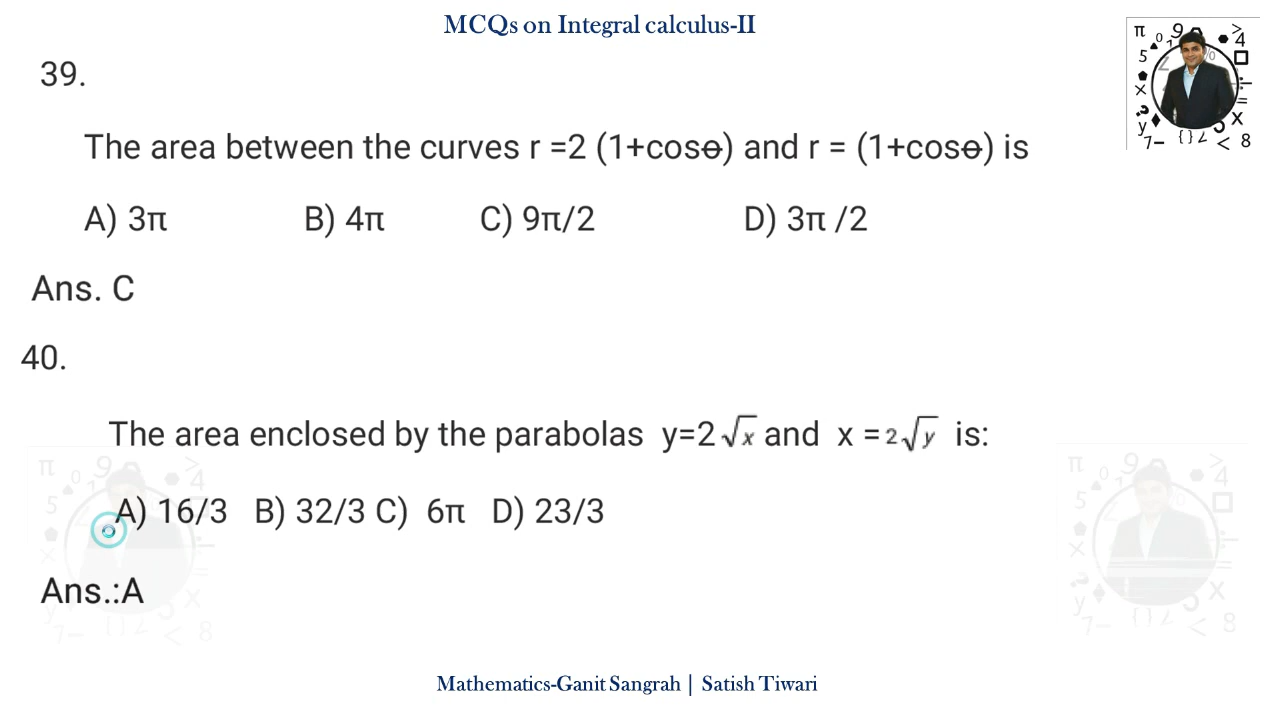 MCQs on Integral calculus-II
39.
The area between the curves r =2 (1+cosɵ) and r = (1+cosɵ) is
A) 3π B) 4π C) 9π/2 D) 3π /2
Ans. C
40.
The area enclosed by the parabolas y=2√x and x =2√y is:
A) 16/3 B) 32/3 C) 6π D) 23/3
Ans.:A
Mathematics-Ganit Sangrah | Satish Tiwari